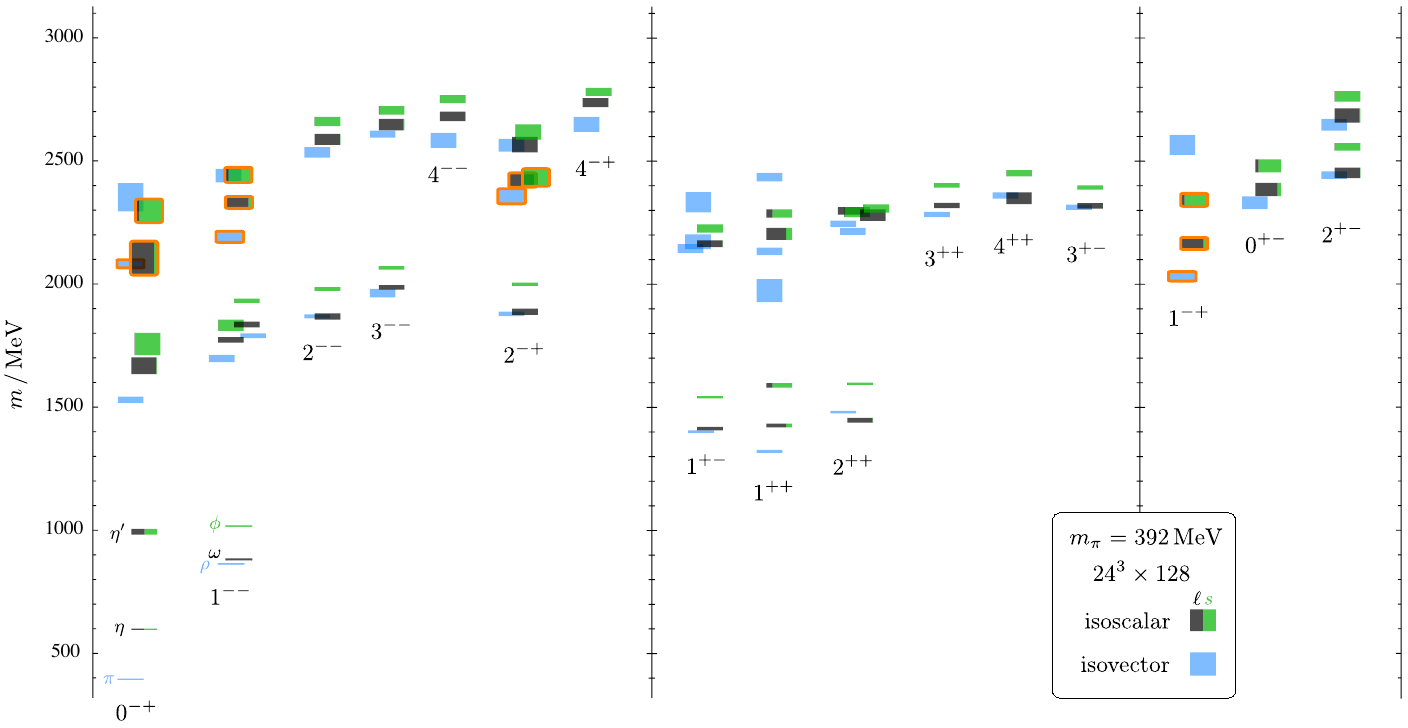 3000
2500
2000
1500
1000
500
m / MeV
π
η
η′
0⁻⁺
ρ
ω
ϕ
1⁻⁻
2⁻⁻
3⁻⁻
4⁻⁻
2⁻⁺
4⁻⁺
1⁺⁻
1⁺⁺
2⁺⁺
3⁺⁺
4⁺⁺
3⁺⁻
1⁻⁺
0⁺⁻
2⁺⁻
mπ = 392 MeV
24³ × 128
ℓ s
isoscalar
isovector